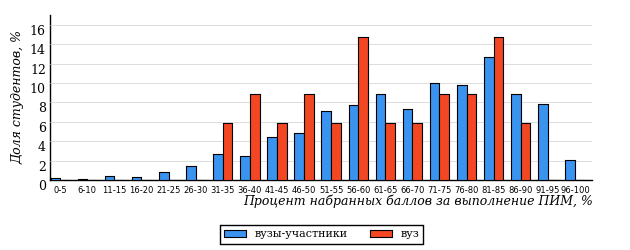 Доля студентов, %
16
14
12
10
8
6
4
2
0
0-5 6-10 11-15 16-20 21-25 26-30 31-35 36-40 41-45 46-50 51-55 56-60 61-65 66-70 71-75 76-80 81-85 86-90 91-95 96-100
Процент набранных баллов за выполнение ПИМ, %
вузы-участники вуз